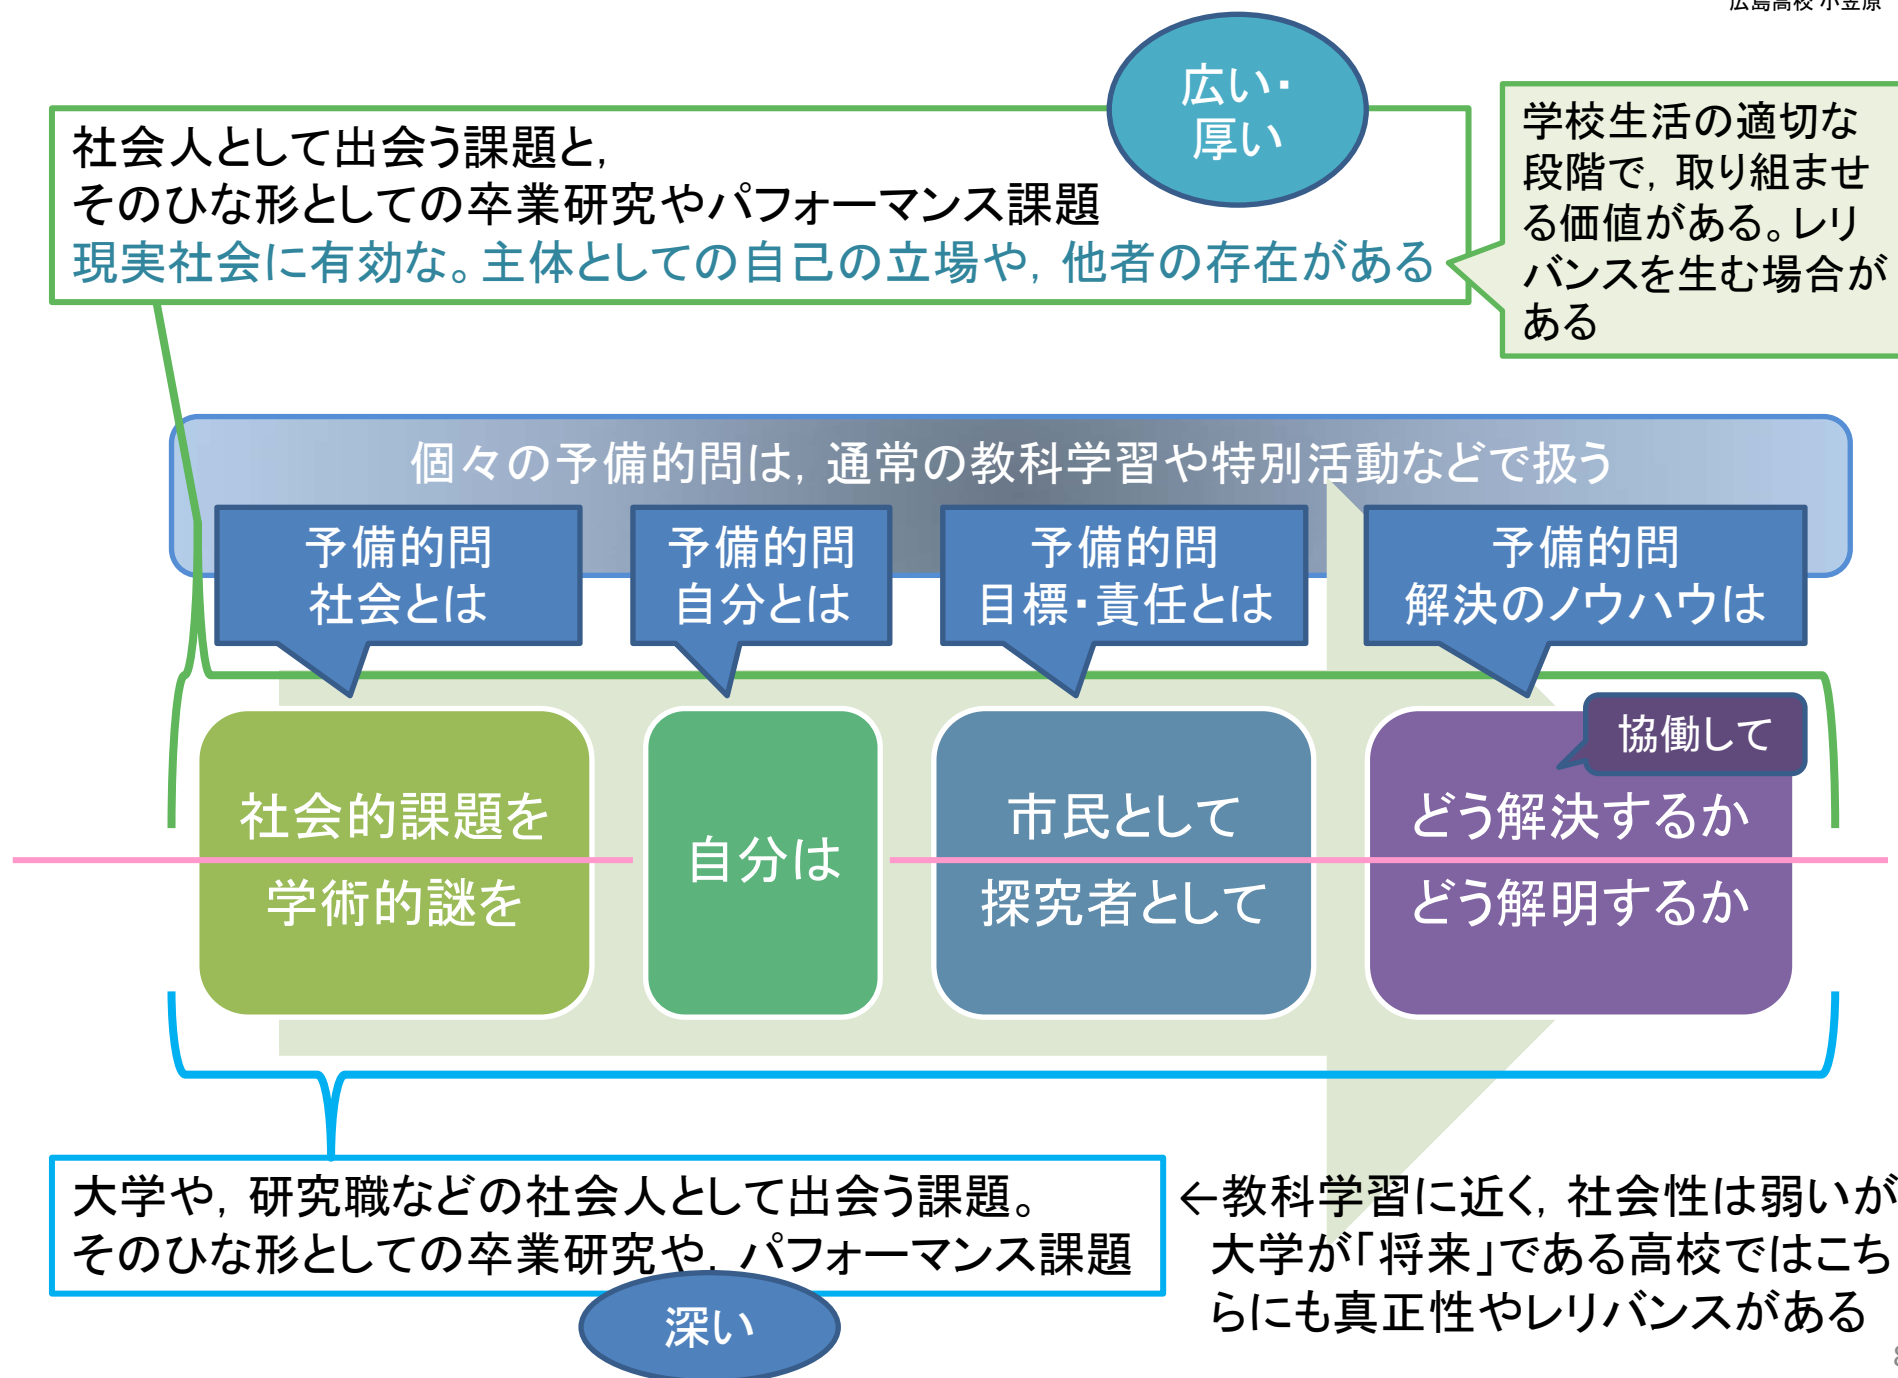 広島高校 小笠原
広い・
厚い
社会人として出会う課題と，
そのひな形としての卒業研究やパフォーマンス課題
現実社会に有効な。主体としての自己の立場や，他者の存在がある
学校生活の適切な
段階で，取り組ませ
る価値がある。レリ
バンスを生む場合が
ある
個々の予備的問は，通常の教科学習や特別活動などで扱う
予備的問
社会とは
予備的問
自分とは
予備的問
目標・責任とは
予備的問
解決のノウハウは
協働して
社会的課題を
学術的謎を
自分は
市民として
探究者として
どう解決するか
どう解明するか
大学や，研究職などの社会人として出会う課題。
そのひな形としての卒業研究や，パフォーマンス課題
深い
←教科学習に近く，社会性は弱いが
大学が「将来」である高校ではこち
らにも真正性やレリバンスがある
8